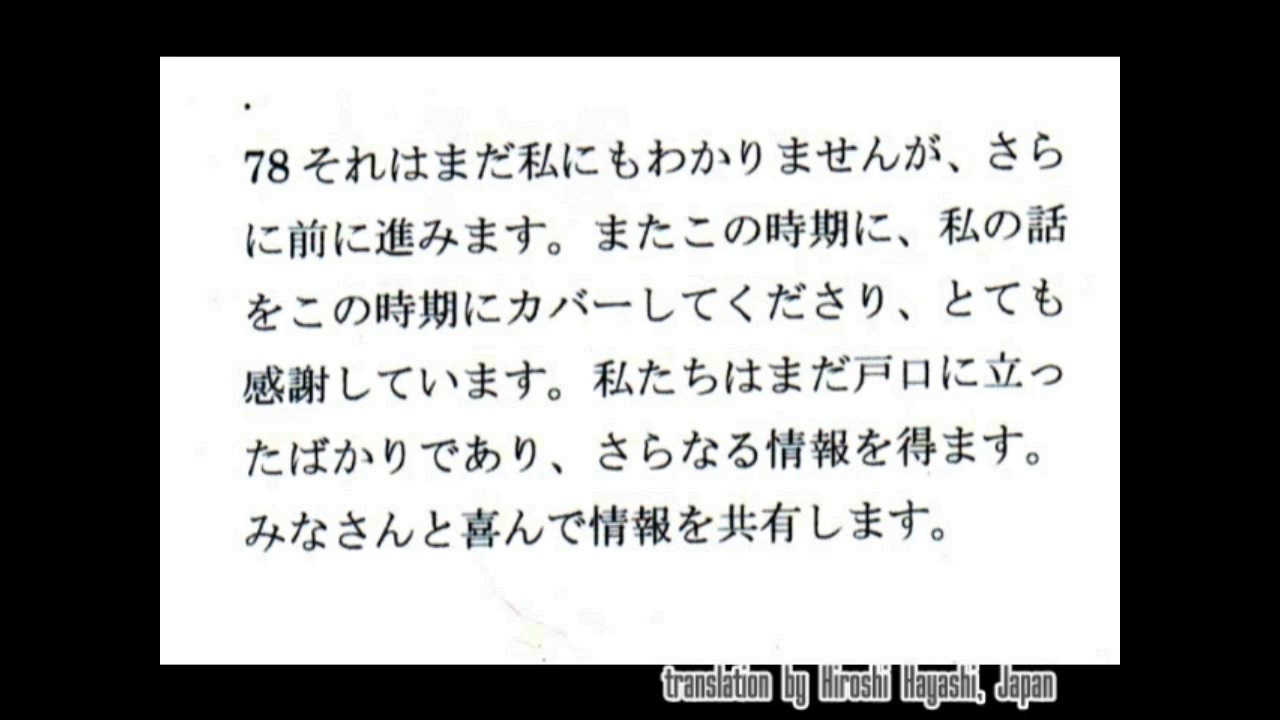 78 それはまだ私にもわかりませんが、さら
に前に進みます。またこの時期に、私の話
をこの時期にカバーしてくださり、とても
感謝しています。私たちはまだ戸口に立っ
たばかりであり、さらなる情報を得ます。
みなさんと喜んで情報を共有します。
translation by Hiroshi Hayashi, Japan